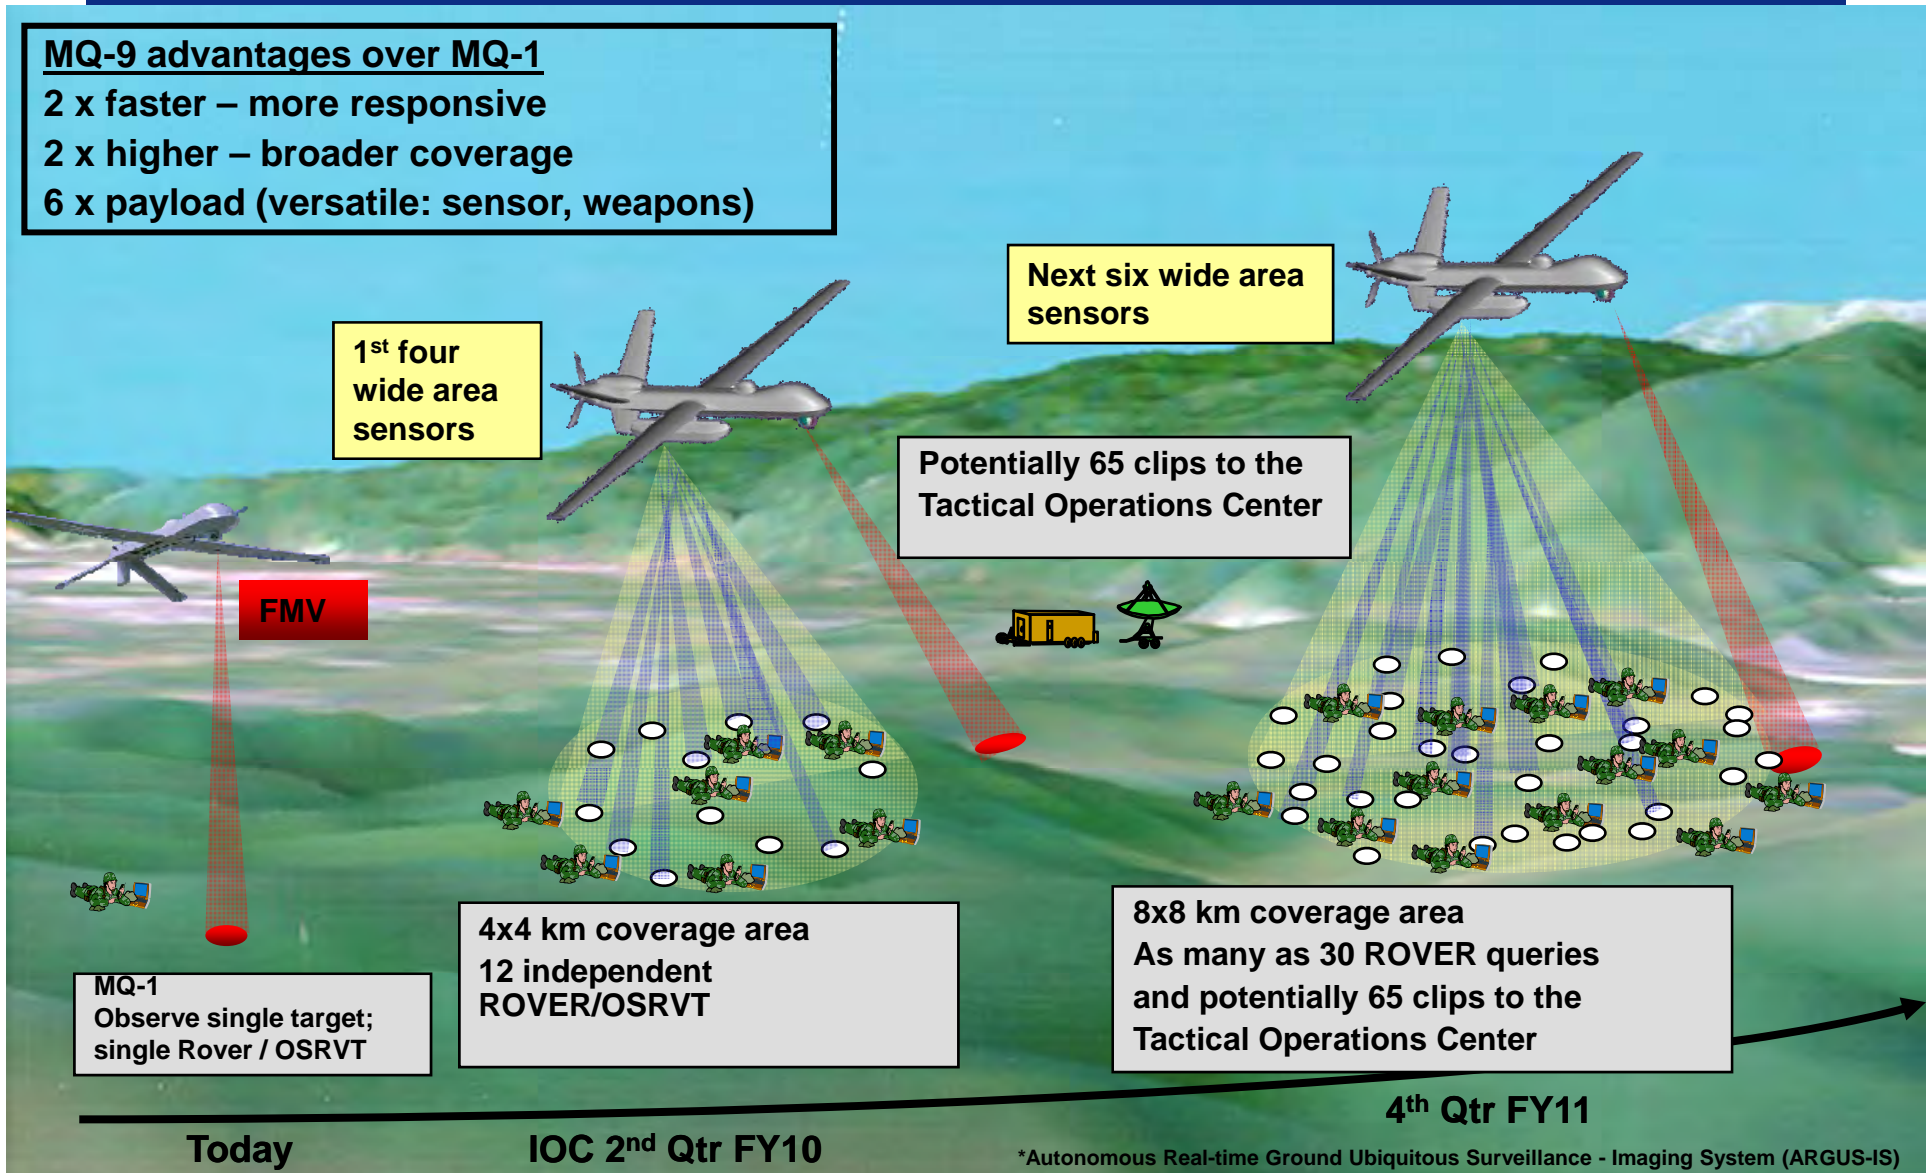 MQ-9 advantages over MQ-1
2 x faster – more responsive
2 x higher – broader coverage
6 x payload (versatile: sensor, weapons)
1st four
wide area
sensors
Next six wide area
sensors
Potentially 65 clips to the
Tactical Operations Center
FMV
MQ-1
Observe single target;
single Rover / OSRVT
4x4 km coverage area
12 independent
ROVER/OSRVT
8x8 km coverage area
As many as 30 ROVER queries
and potentially 65 clips to the
Tactical Operations Center
Today
IOC 2nd Qtr FY10
4th Qtr FY11
*Autonomous Real-time Ground Ubiquitous Surveillance - Imaging System (ARGUS-IS)